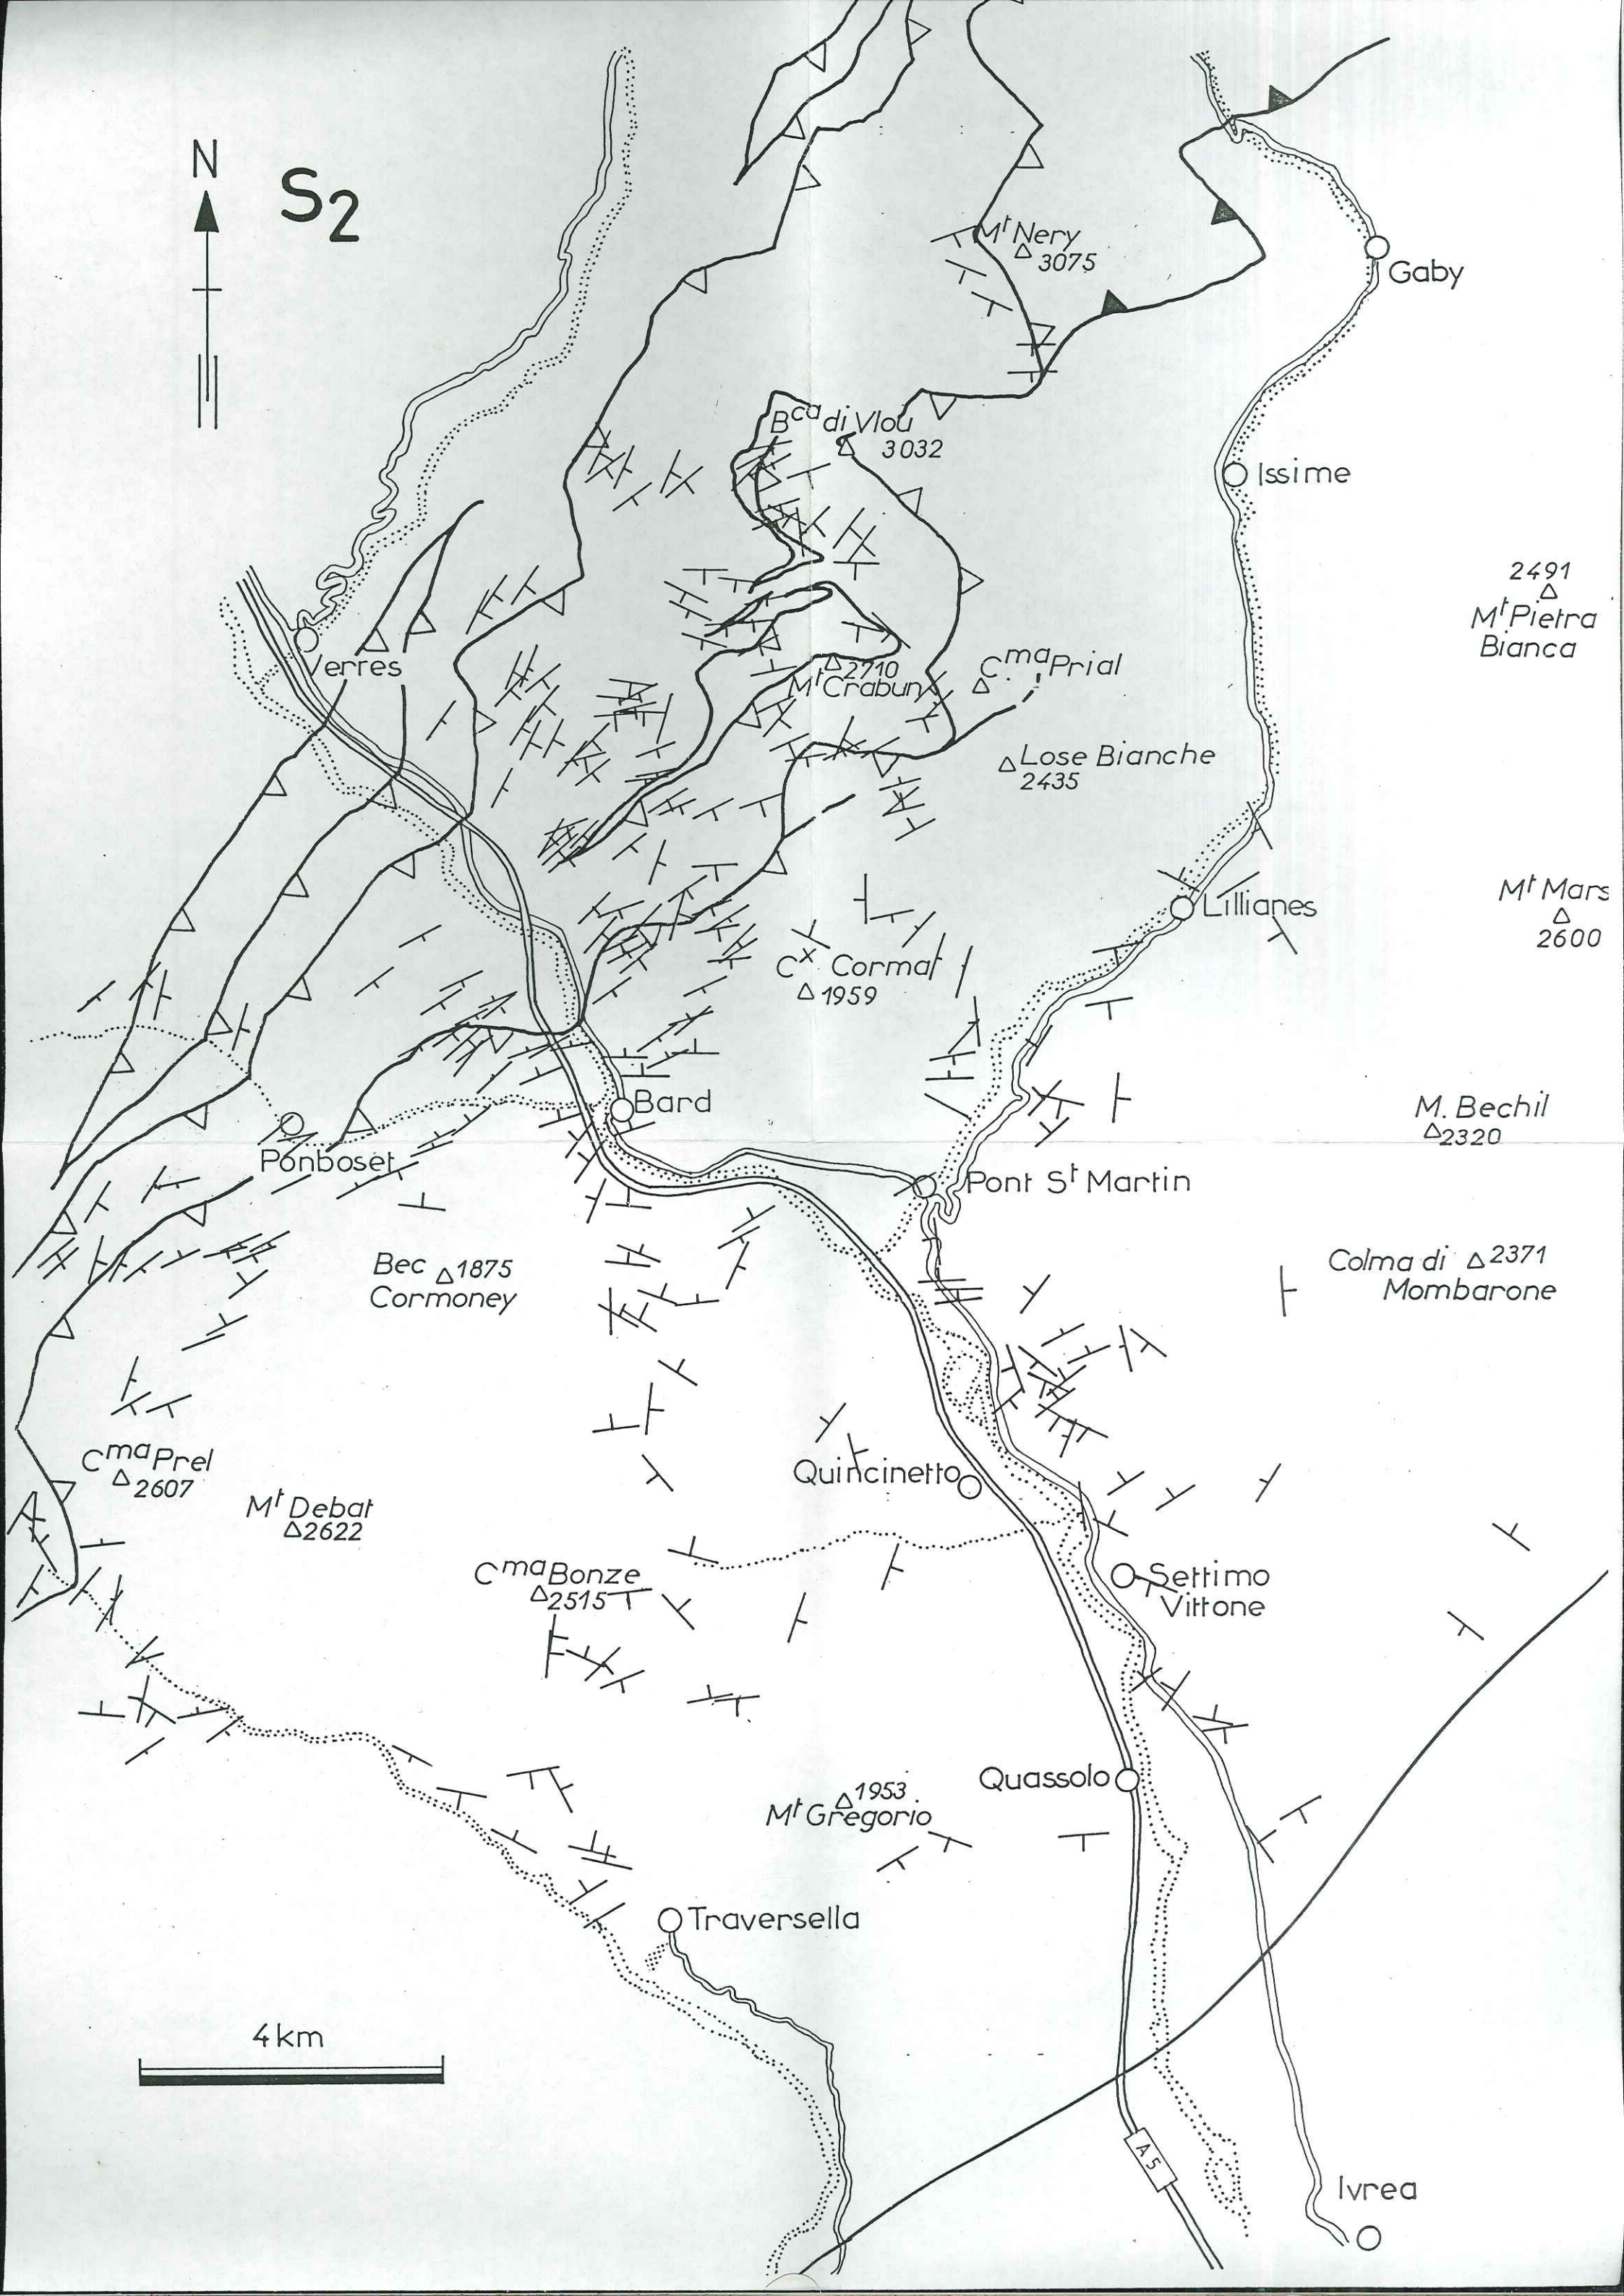 N
S2
Mt Nery
3075
Gaby
Bca di Vlou
3032
Issime
2491
Mt Pietra
Bianca
Verres
2710
Mt Crabun
Cma Prial
Lose Bianche
2435
Mt Mars
2600
Lillianes
Cx Cormat
1959
Bard
M. Bechil
2320
Ponboset
Pont St Martin
Bec 1875
Cormoney
Colma di 2371
Mombarone
Cma Prel
2607
Mt Debat
2622
Quincinetto
Cma Bonze
2515
Settimo
Vittone
Quassolo
1953
Mt Gregorio
Traversella
4km
A5
Ivrea